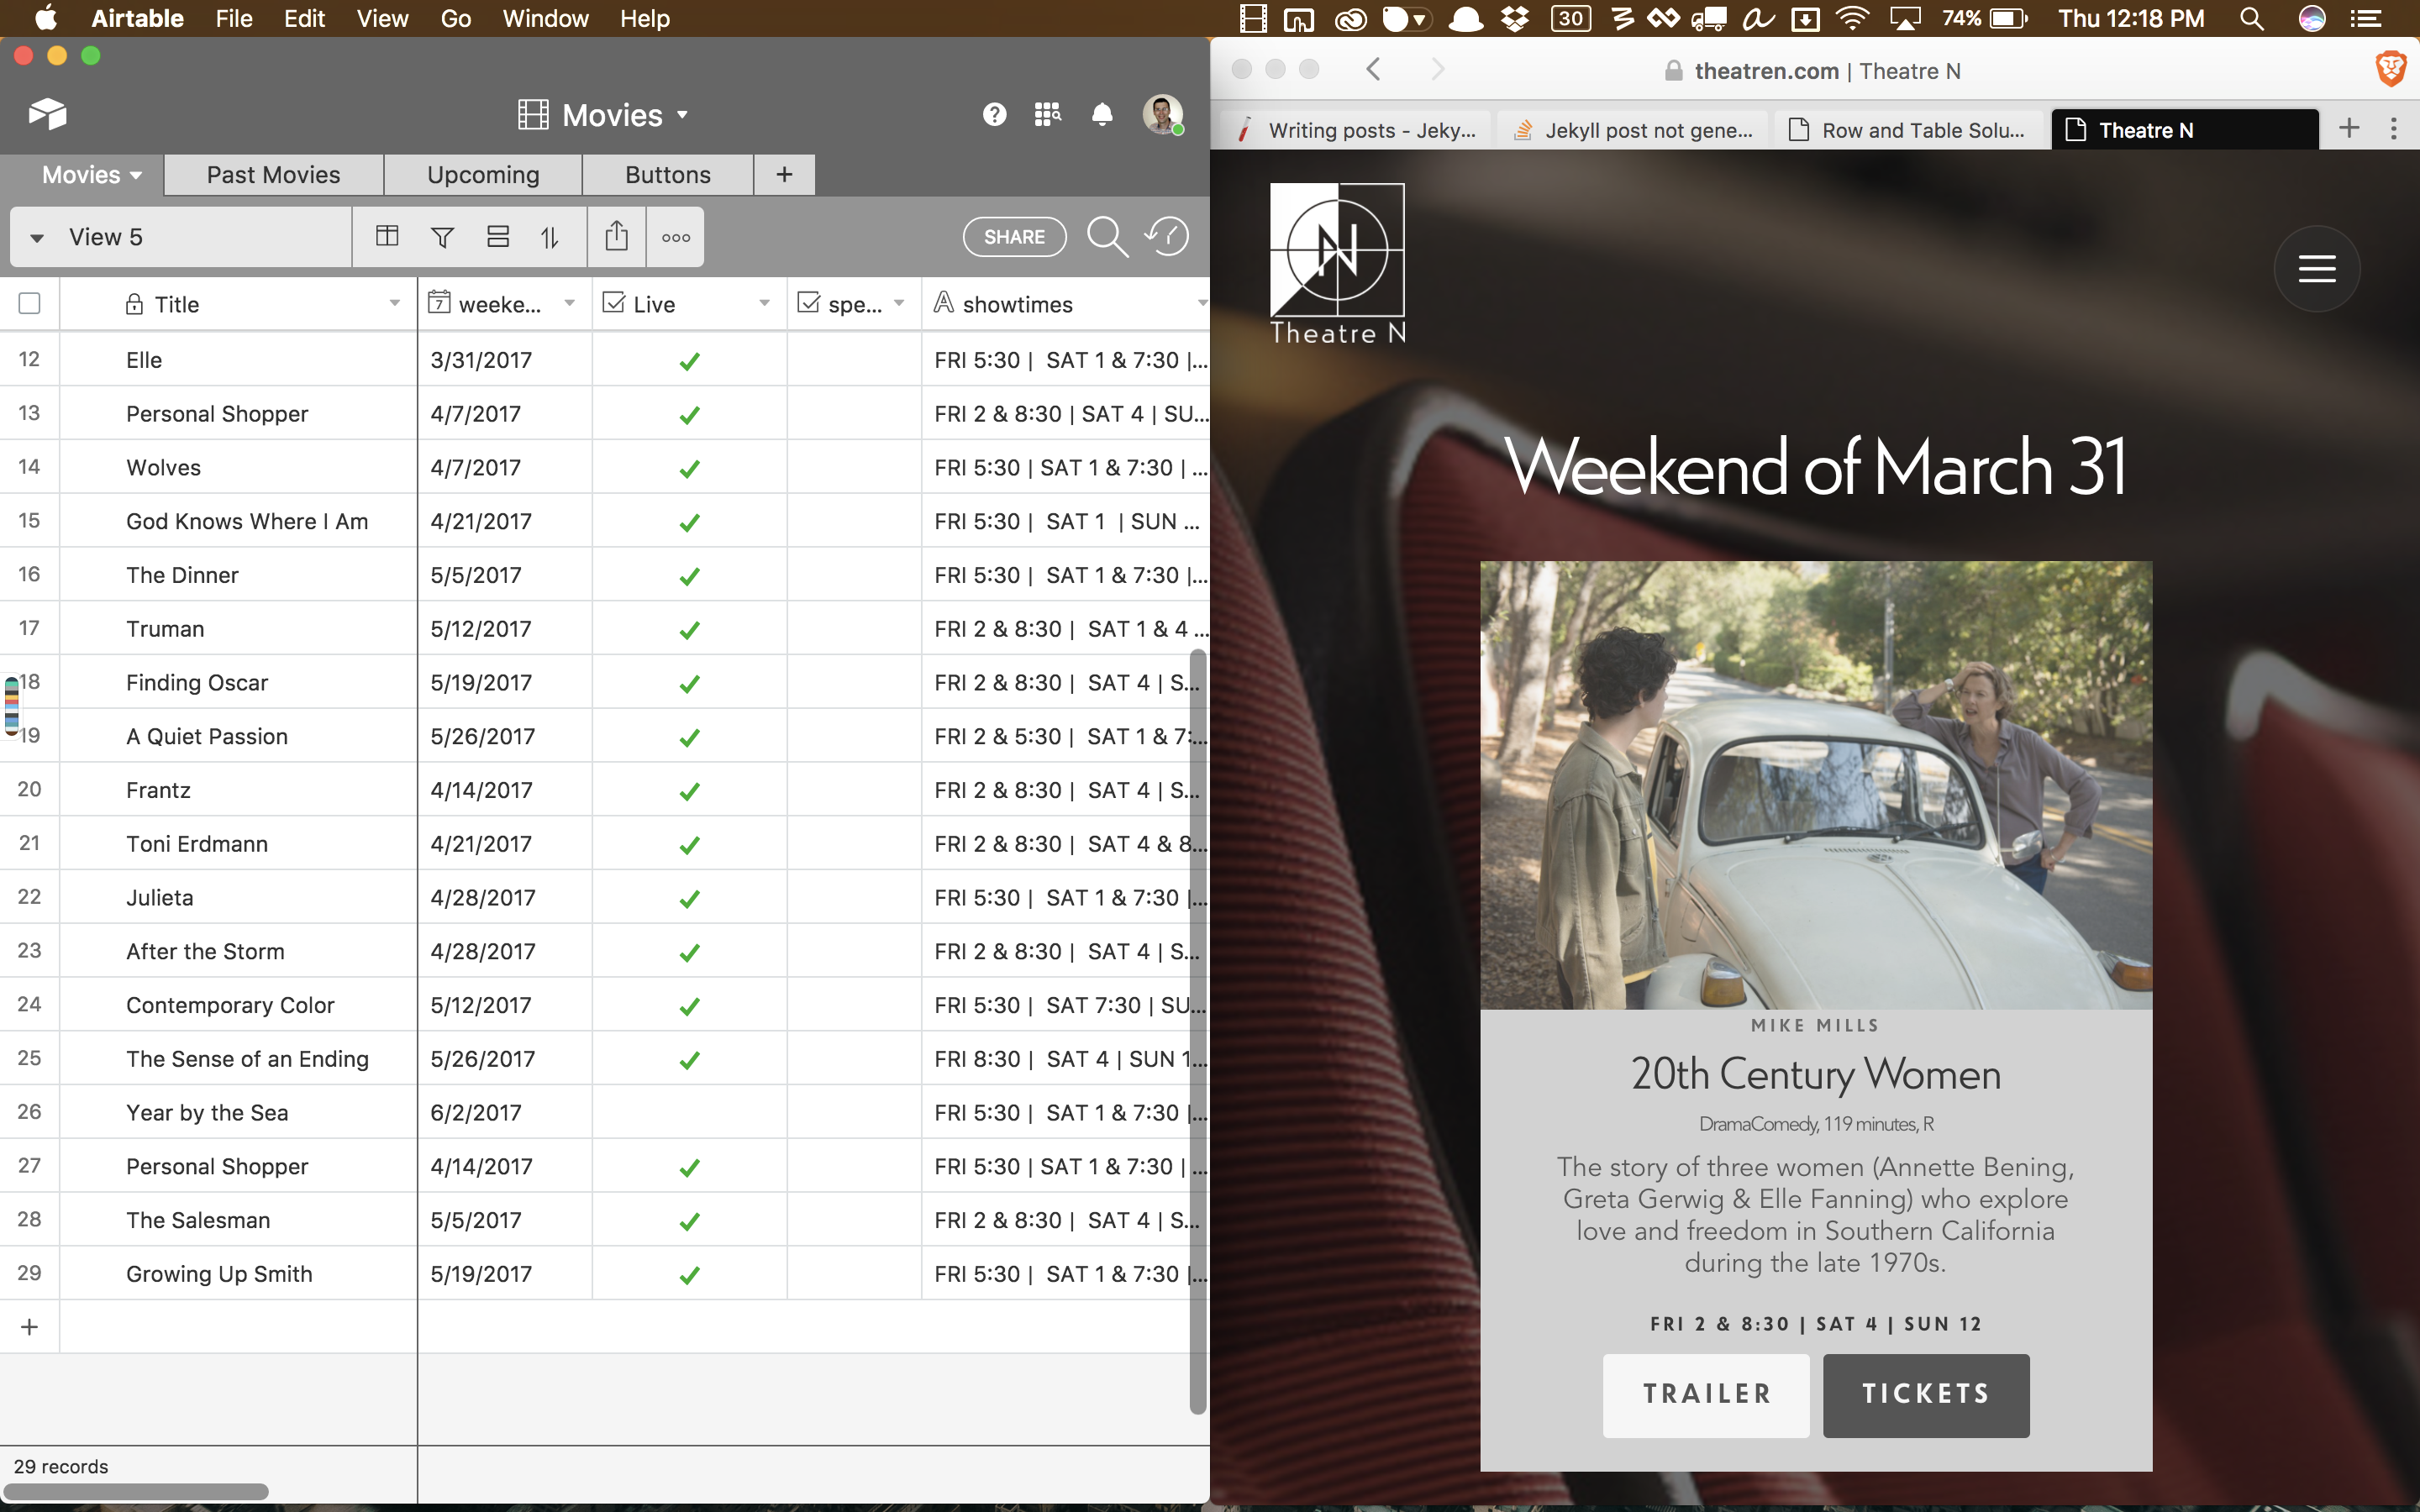 Airtable File Edit View Go Window Help
30 74% Thu 12:18 PM
Movies
Movies Past Movies Upcoming Buttons +
View 5 SHARE
Title weeke... Live spe... showtimes
12 Elle 3/31/2017 FRI 5:30 | SAT 1 & 7:30 |...
13 Personal Shopper 4/7/2017 FRI 2 & 8:30 | SAT 4 | SU...
14 Wolves 4/7/2017 FRI 5:30 | SAT 1 & 7:30 | ...
15 God Knows Where I Am 4/21/2017 FRI 5:30 | SAT 1 | SUN ...
16 The Dinner 5/5/2017 FRI 5:30 | SAT 1 & 7:30 |...
17 Truman 5/12/2017 FRI 2 & 8:30 | SAT 1 & 4 ...
18 Finding Oscar 5/19/2017 FRI 2 & 8:30 | SAT 4 | S...
19 A Quiet Passion 5/26/2017 FRI 2 & 5:30 | SAT 1 & 7:...
20 Frantz 4/14/2017 FRI 2 & 8:30 | SAT 4 | S...
21 Toni Erdmann 4/21/2017 FRI 2 & 8:30 | SAT 4 & 8...
22 Julieta 4/28/2017 FRI 5:30 | SAT 1 & 7:30 |...
23 After the Storm 4/28/2017 FRI 2 & 8:30 | SAT 4 | S...
24 Contemporary Color 5/12/2017 FRI 5:30 | SAT 7:30 | SU...
25 The Sense of an Ending 5/26/2017 FRI 8:30 | SAT 4 | SUN 1...
26 Year by the Sea 6/2/2017 FRI 5:30 | SAT 1 & 7:30 |...
27 Personal Shopper 4/14/2017 FRI 5:30 | SAT 1 & 7:30 | ...
28 The Salesman 5/5/2017 FRI 2 & 8:30 | SAT 4 | S...
29 Growing Up Smith 5/19/2017 FRI 5:30 | SAT 1 & 7:30 |...
+
29 records
theatren.com | Theatre N
Writing posts - Jeky... Jekyll post not gene... Row and Table Solu... Theatre N
N
Theatre N
Weekend of March 31
MIKE MILLS
20th Century Women
DramaComedy, 119 minutes, R
The story of three women (Annette Bening,
Greta Gerwig & Elle Fanning) who explore
love and freedom in Southern California
during the late 1970s.
FRI 2 & 8:30 | SAT 4 | SUN 12
TRAILER TICKETS